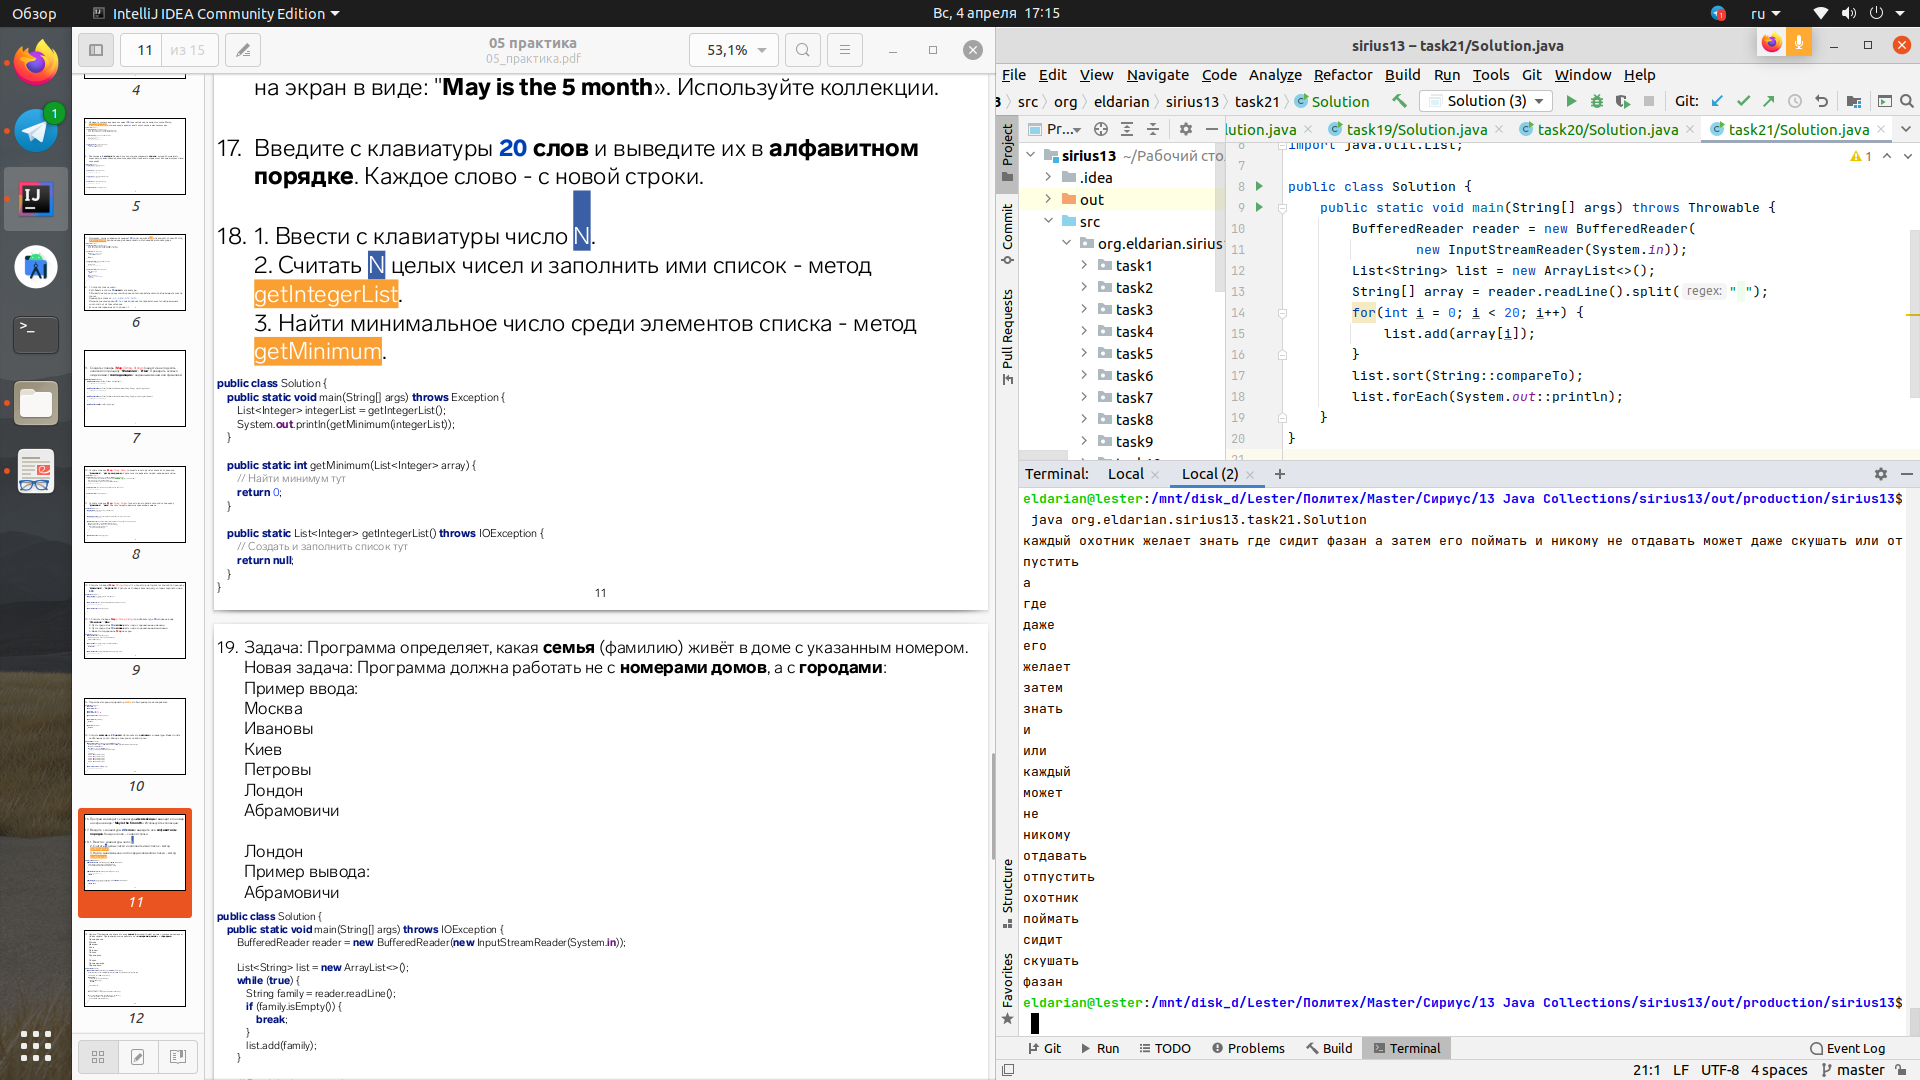 Обзор
IntelliJ IDEA Community Edition
Вс, 4 апреля 17:15
ru
11
из 15
05 практика
05_практика.pdf
53,1%
4
5
6
7
8
9
10
11
12
на экран в виде: "May is the 5 month». Используйте коллекции.
17. Введите с клавиатуры 20 слов и выведите их в алфавитном
порядке. Каждое слово - с новой строки.
18. 1. Ввести с клавиатуры число N.
2. Считать N целых чисел и заполнить ими список - метод
getIntegerList.
3. Найти минимальное число среди элементов списка - метод
getMinimum.
public class Solution {
public static void main(String[] args) throws Exception {
List<Integer> integerList = getIntegerList();
System.out.println(getMinimum(integerList));
}
public static int getMinimum(List<Integer> array) {
// Найти минимум тут
return 0;
}
public static List<Integer> getIntegerList() throws IOException {
// Создать и заполнить список тут
return null;
}
}
11
19. Задача: Программа определяет, какая семья (фамилию) живёт в доме с указанным номером.
Новая задача: Программа должна работать не с номерами домов, а с городами:
Пример ввода:
Москва
Ивановы
Киев
Петровы
Лондон
Абрамовичи
Лондон
Пример вывода:
Абрамовичи
public class Solution {
public static void main(String[] args) throws IOException {
BufferedReader reader = new BufferedReader(new InputStreamReader(System.in));
List<String> list = new ArrayList<>();
while (true) {
String family = reader.readLine();
if (family.isEmpty()) {
break;
}
list.add(family);
}
sirius13 – task21/Solution.java
File Edit View Navigate Code Analyze Refactor Build Run Tools Git Window Help
3 〉 src 〉 org 〉 eldarian 〉 sirius13 〉 task21 〉 Solution
Solution (3)
Git:
Pr...
lution.java
task19/Solution.java
task20/Solution.java
task21/Solution.java
Project
Commit
Pull Requests
Structure
Favorites
sirius13 ~/Рабочий сто
.idea
out
src
org.eldarian.sirius
task1
task2
task3
task4
task5
task6
task7
task8
task9
1
6 import java.util.List;
7
8 public class Solution {
9 public static void main(String[] args) throws Throwable {
10 BufferedReader reader = new BufferedReader(
11 new InputStreamReader(System.in));
12 List<String> list = new ArrayList<>();
13 String[] array = reader.readLine().split( regex: " ");
14 for(int i = 0; i < 20; i++) {
15 list.add(array[i]);
16 }
17 list.sort(String::compareTo);
18 list.forEach(System.out::println);
19 }
20 }
21
Terminal: Local Local (2) +
eldarian@lester:/mnt/disk_d/Lester/Политех/Master/Сириус/13 Java Collections/sirius13/out/production/sirius13$
java org.eldarian.sirius13.task21.Solution
каждый охотник желает знать где сидит фазан а затем его поймать и никому не отдавать может даже скушать или от
пустить
а
где
даже
его
желает
затем
знать
и
или
каждый
может
не
никому
отдавать
отпустить
охотник
поймать
сидит
скушать
фазан
eldarian@lester:/mnt/disk_d/Lester/Политех/Master/Сириус/13 Java Collections/sirius13/out/production/sirius13$
Git Run TODO Problems Build Terminal Event Log
21:1 LF UTF-8 4 spaces master